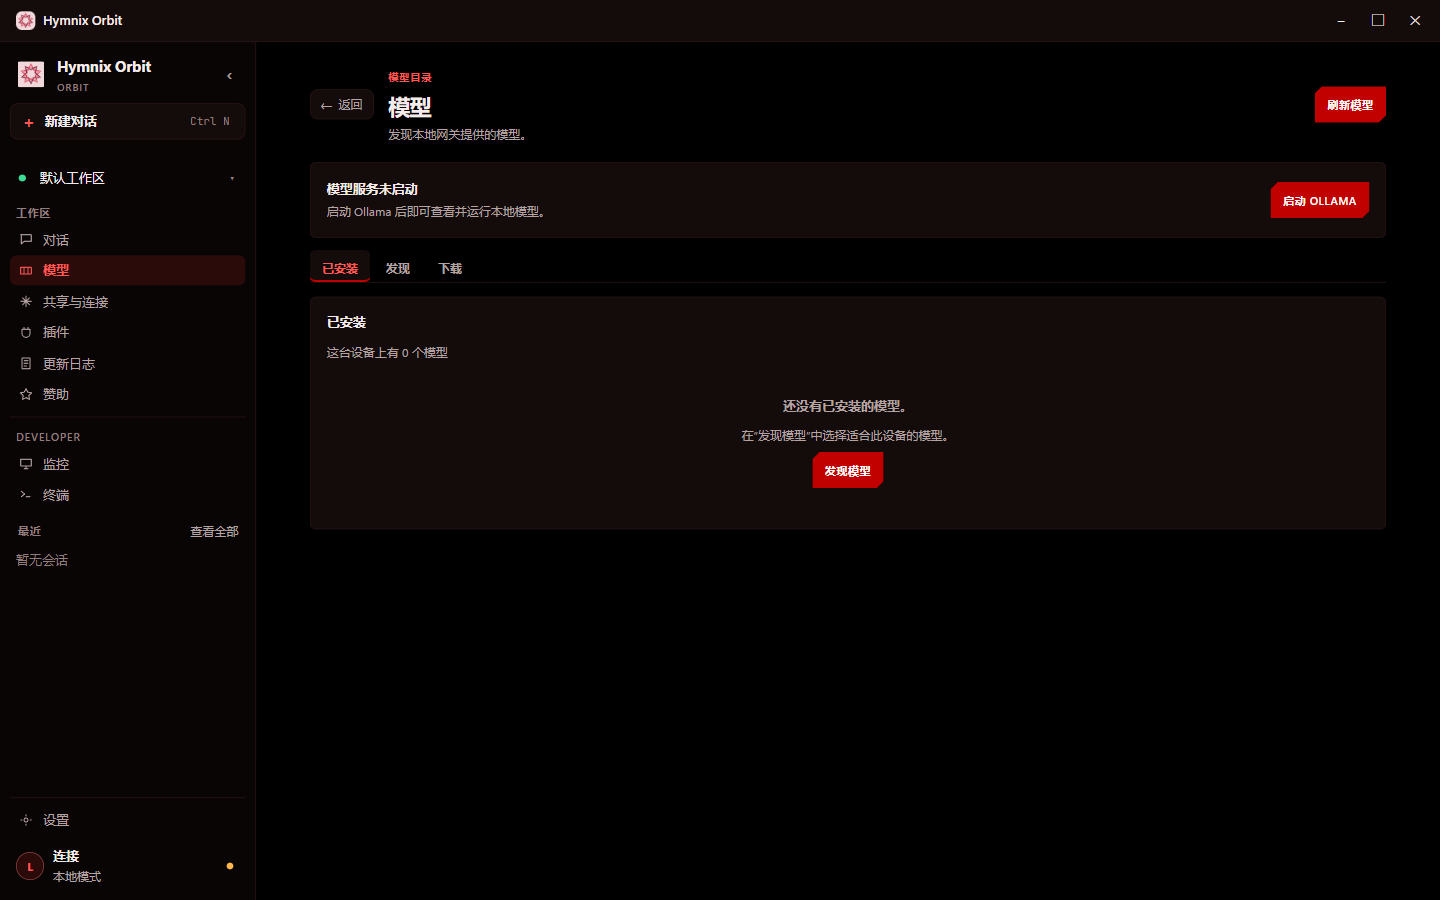 Hymnix Orbit
Hymnix Orbit
ORBIT
+ 新建对话 Ctrl N
默认工作区
工作区
对话
模型
共享与连接
插件
更新日志
赞助
DEVELOPER
监控
终端
最近 查看全部
暂无会话
设置
L
连接
本地模式
← 返回
模型目录
模型
发现本地网关提供的模型。
刷新模型
模型服务未启动
启动 Ollama 后即可查看并运行本地模型。
启动 OLLAMA
已安装 发现 下载
已安装
这台设备上有 0 个模型
还没有已安装的模型。
在"发现模型"中选择适合此设备的模型。
发现模型